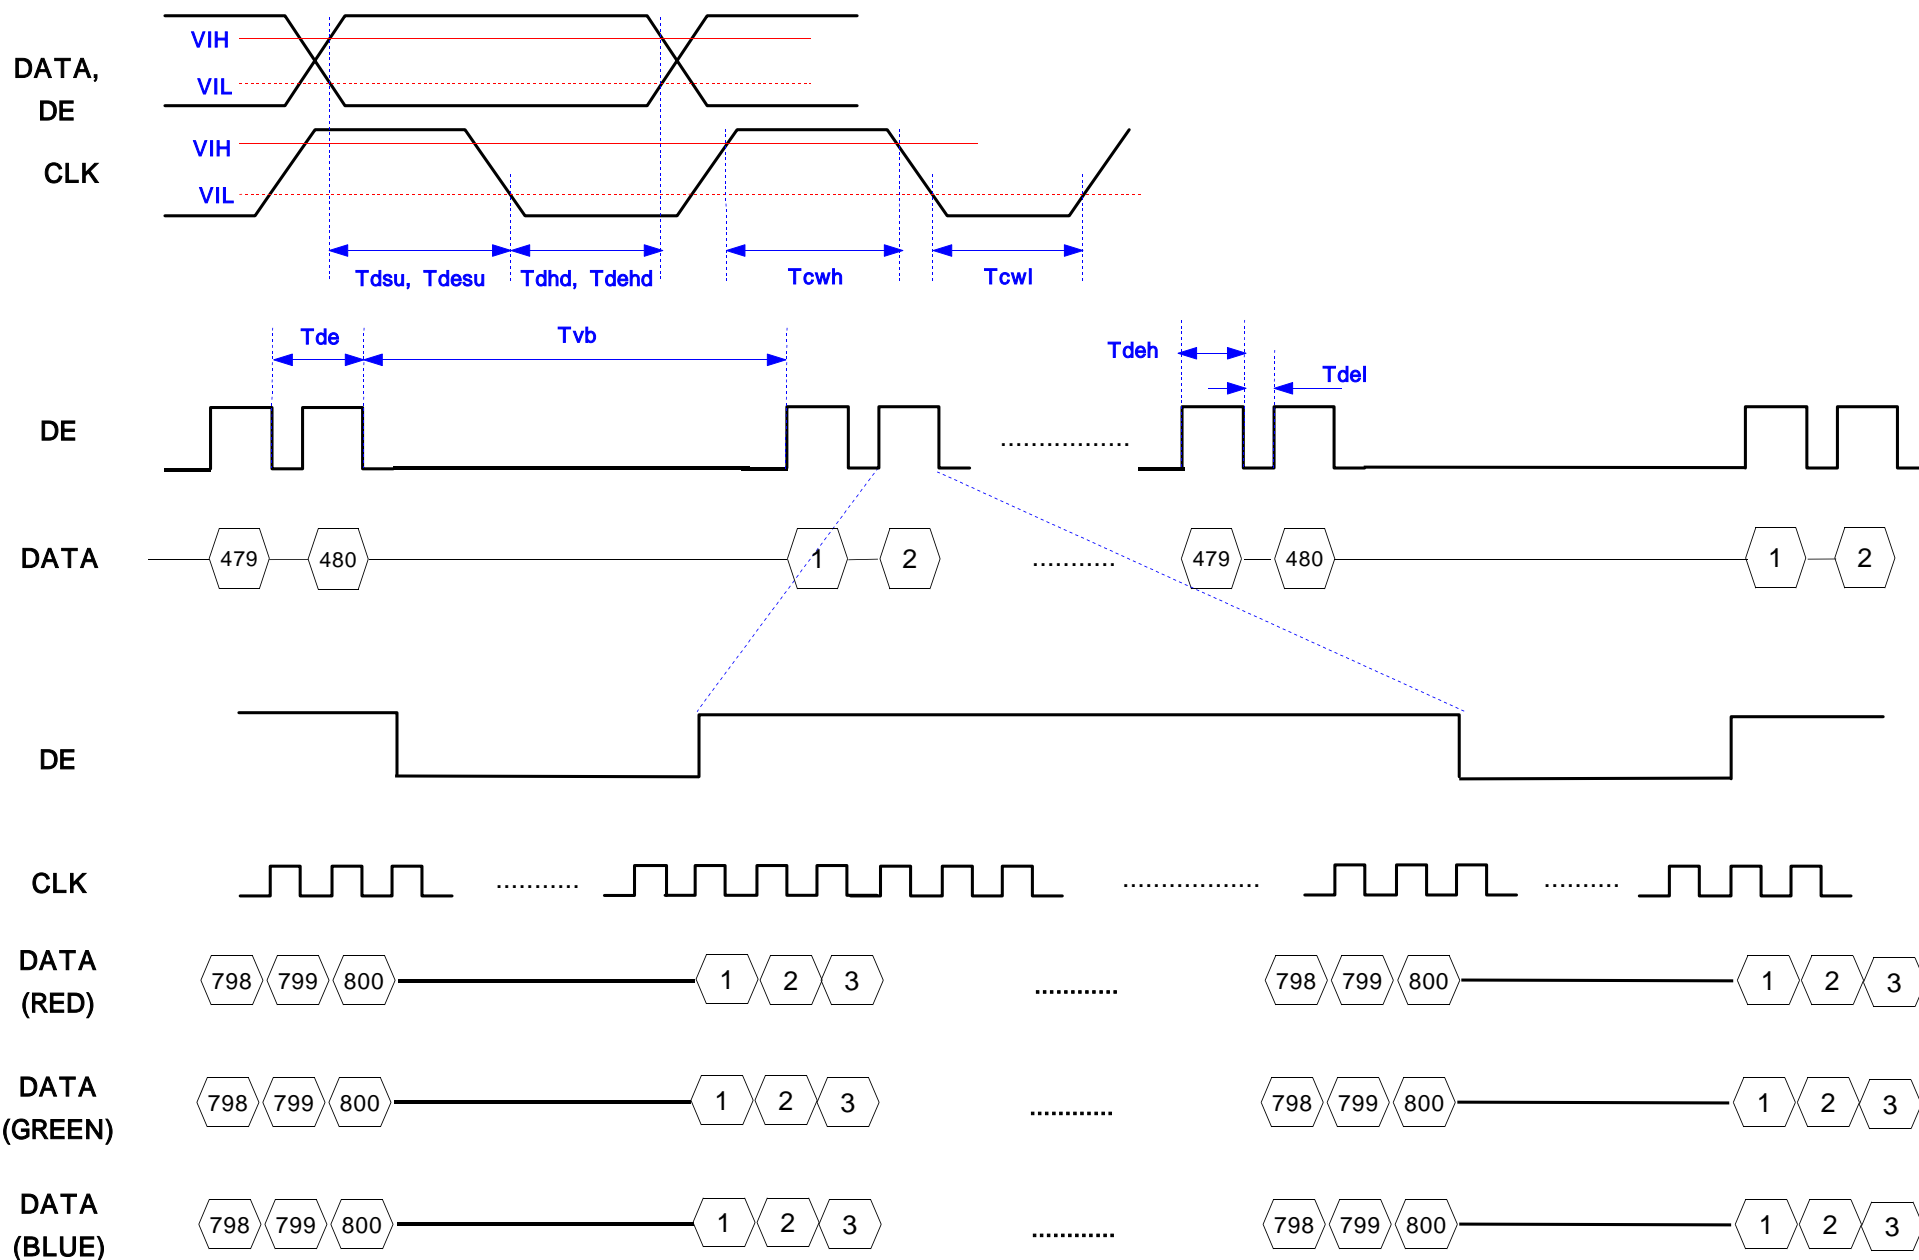 VIH
DATA,
VIL
DE
VIH
CLK
VIL
Tdsu, Tdesu Tdhd, Tdehd Tcwh Tcwl
Tde Tvb Tdeh
Tdel
DE ..................
DATA 479 480 1 2 ........... 479 480 1 2
DE
CLK ........... .................. ..........
DATA
(RED) 798 799 800 1 2 3 ............ 798 799 800 1 2 3
DATA
(GREEN) 798 799 800 1 2 3 ............ 798 799 800 1 2 3
DATA
(BLUE) 798 799 800 1 2 3 ............ 798 799 800 1 2 3